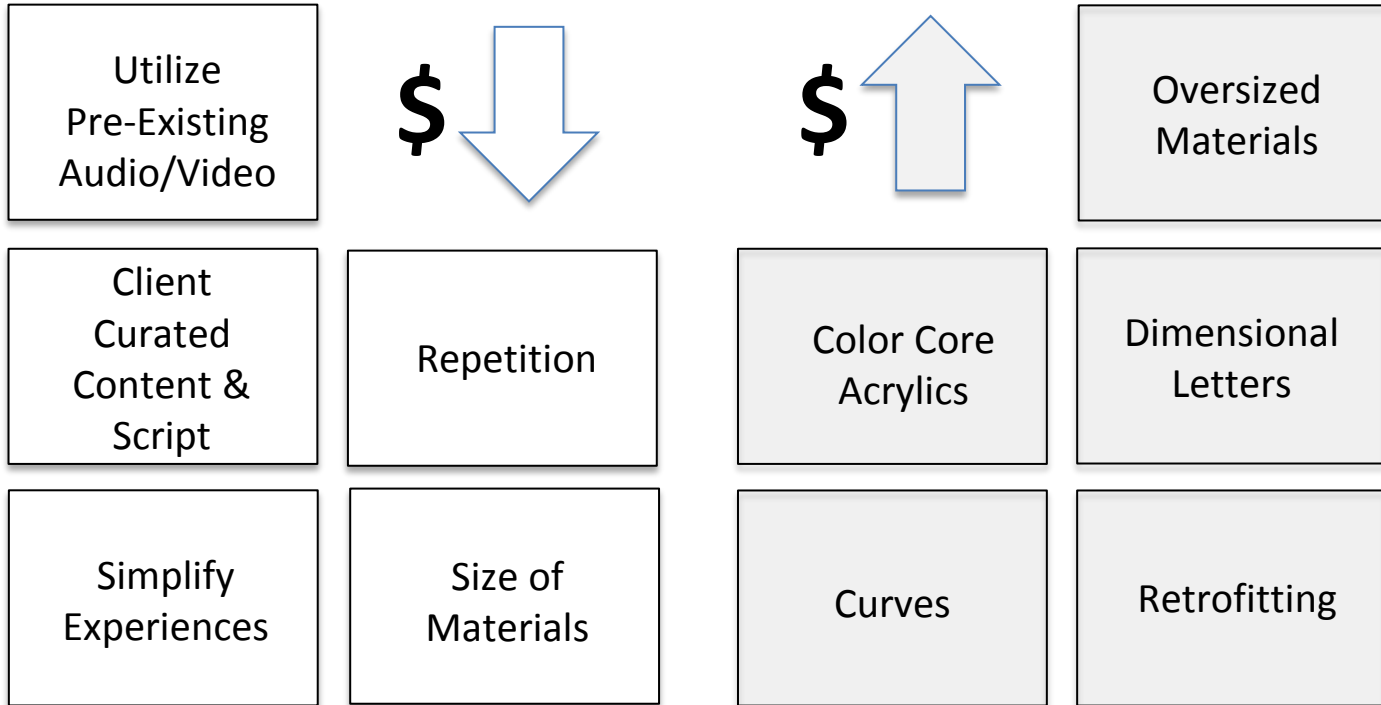 Utilize
Pre-Existing
Audio/Video
$
$
Oversized
Materials
Client
Curated
Content &
Script
Repetition
Color Core
Acrylics
Dimensional
Letters
Simplify
Experiences
Size of
Materials
Curves
Retrofitting